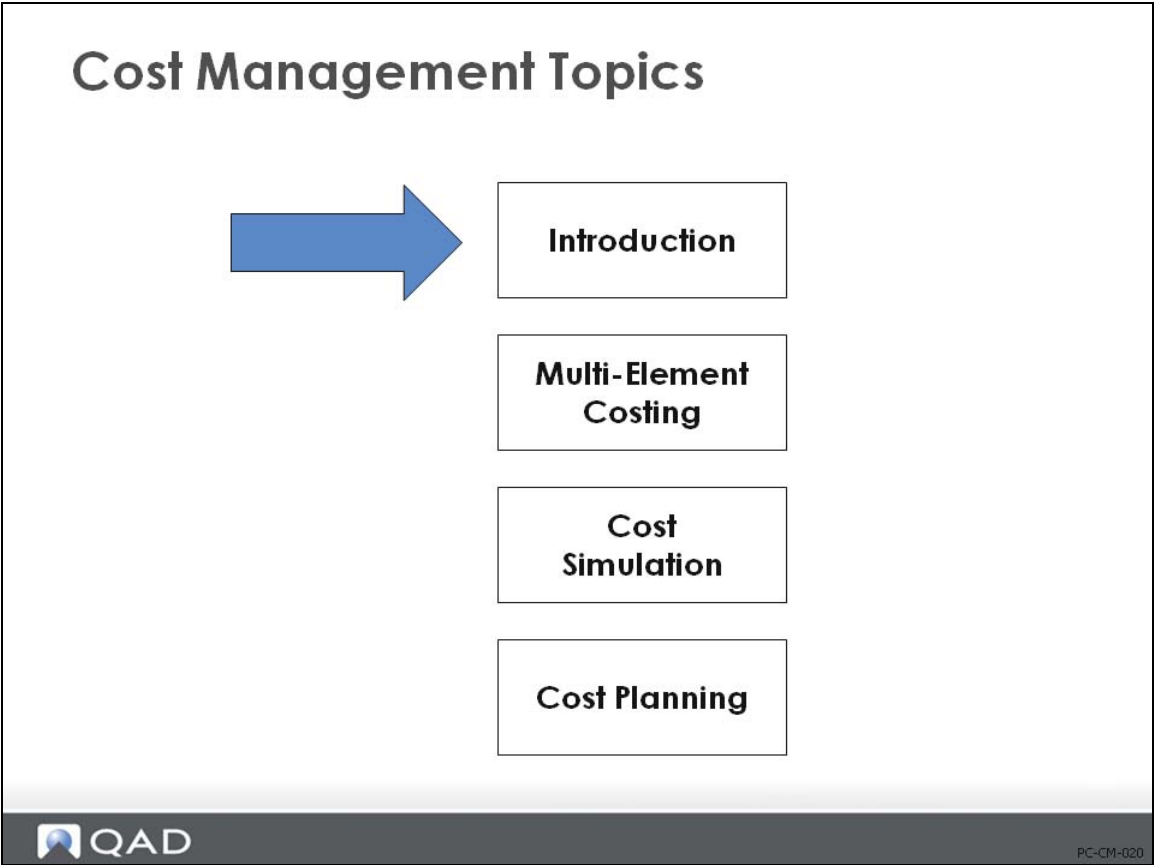 Cost Management Topics
Introduction
Multi-Element
Costing
Cost
Simulation
Cost Planning
QAD
PC-CM-020